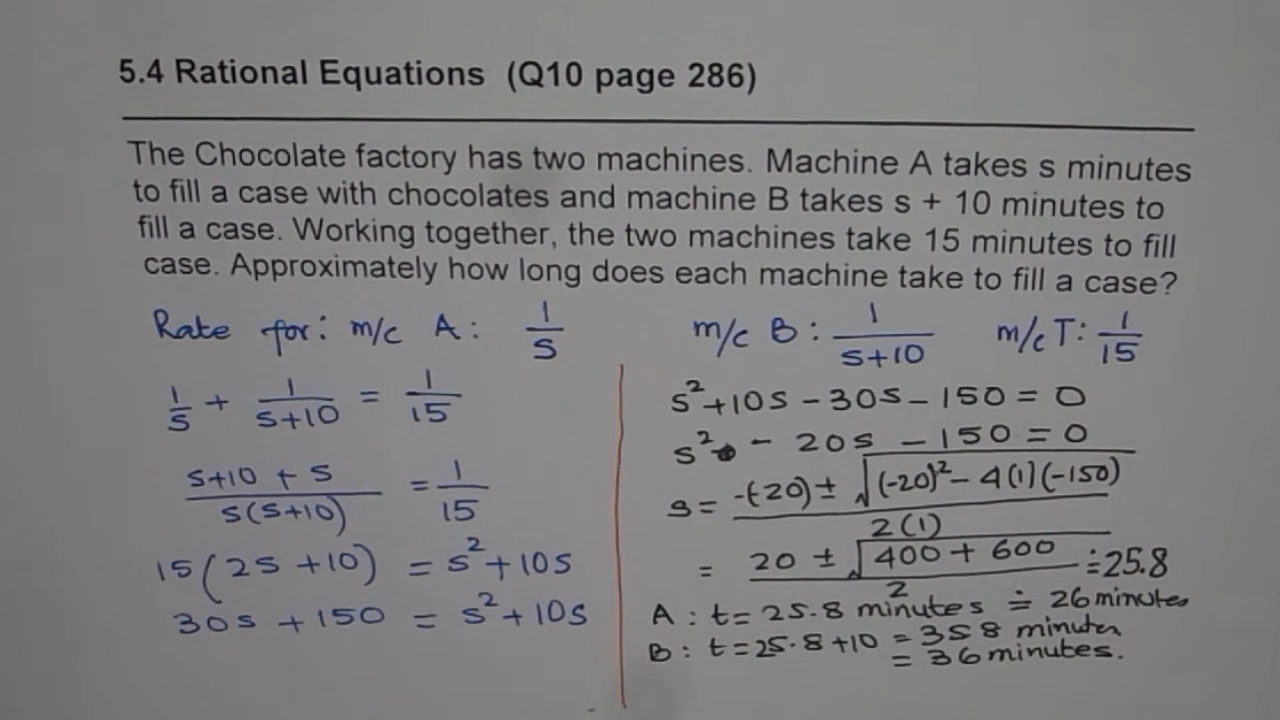 5.4 Rational Equations (Q10 page 286)
The Chocolate factory has two machines. Machine A takes s minutes
to fill a case with chocolates and machine B takes s + 10 minutes to
fill a case. Working together, the two machines take 15 minutes to fill
case. Approximately how long does each machine take to fill a case?
Rate for: m/c A: 1/s m/c B: 1/(s+10) m/c T: 1/15
1/s + 1/(s+10) = 1/15
(s+10 + s)/(s(s+10)) = 1/15
15(2s+10) = s²+10s
30s + 150 = s²+10s
s²+10s - 30s - 150 = 0
s² - 20s - 150 = 0
s = (-(-20) ± √((-20)² - 4(1)(-150)))/(2(1))
= (20 ± √(400 + 600))/2 ≐ 25.8
A : t = 25.8 minutes ≐ 26 minutes
B : t = 25.8 + 10 = 35 8 minutes
= 36 minutes.